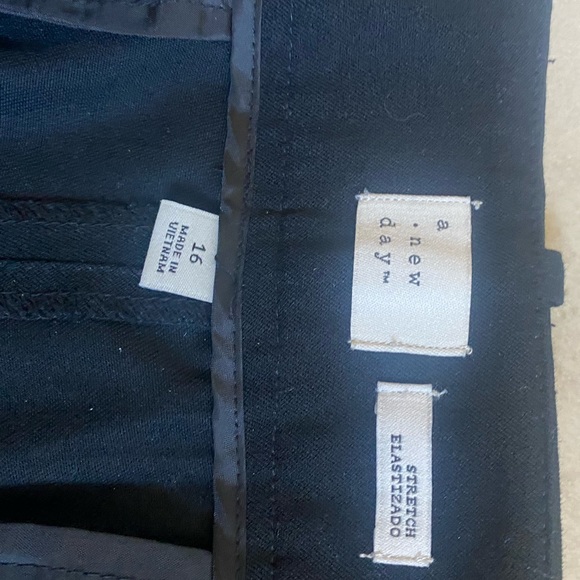 a
·new
day™
STRETCH
ELASTIZADO
16
MADE IN
VIETNAM